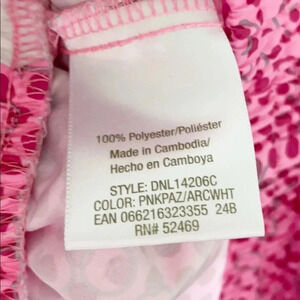 100% Polyester/Poliéster
Made in Cambodia/
Hecho en Camboya
STYLE: DNL14206C
COLOR: PNKPAZ/ARCWHT
EAN 066216323355 24B
RN# 52469